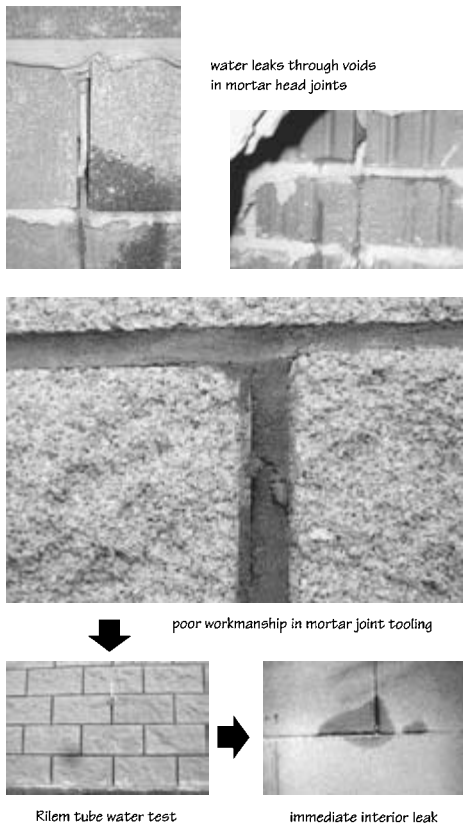 water leaks through voids
in mortar head joints
poor workmanship in mortar joint tooling
Rilem tube water test
immediate interior leak